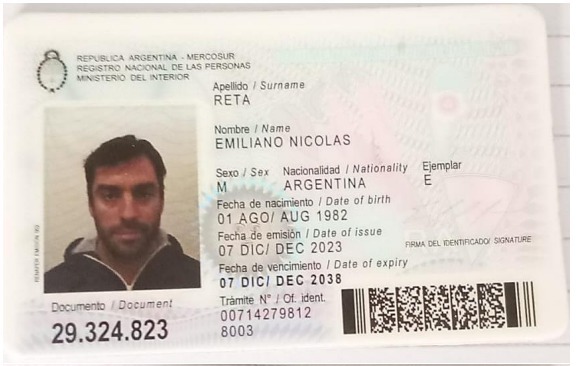 REPUBLICA ARGENTINA - MERCOSUR
REGISTRO NACIONAL DE LAS PERSONAS
MINISTERIO DEL INTERIOR
Apellido / Surname
RETA
Nombre / Name
EMILIANO NICOLAS
Sexo / Sex Nacionalidad / Nationality Ejemplar
M ARGENTINA E
Fecha de nacimiento / Date of birth
01 AGO/ AUG 1982
Fecha de emisión / Date of issue
07 DIC/ DEC 2023
FIRMA DEL IDENTIFICADO/ SIGNATURE
Fecha de vencimiento / Date of expiry
07 DIC/ DEC 2038
Documento / Document
29.324.823
Trámite N° / Of. ident.
00714279812
8003